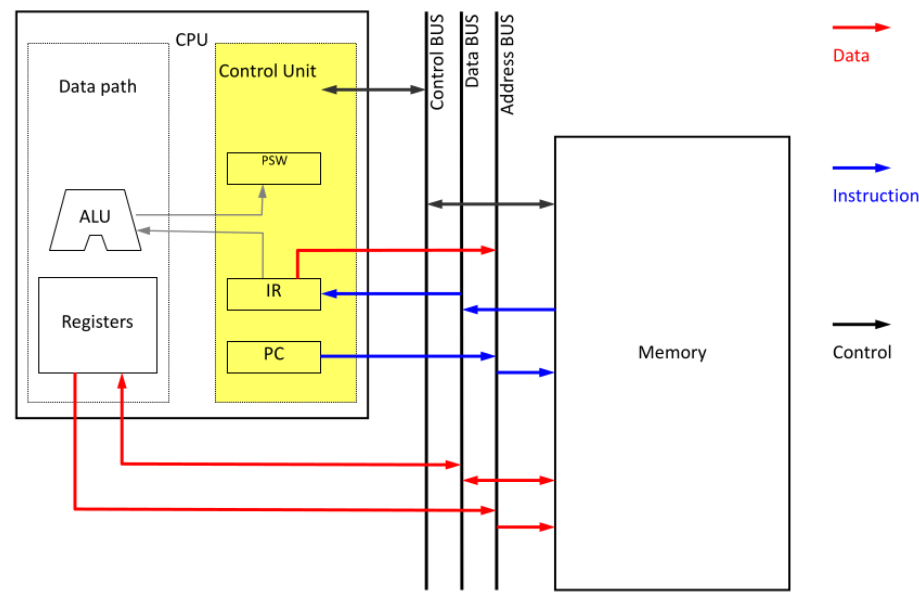 CPU
Data path
Control Unit
PSW
ALU
IR
Registers
PC
Control BUS
Data BUS
Address BUS
Memory
Data
Instruction
Control